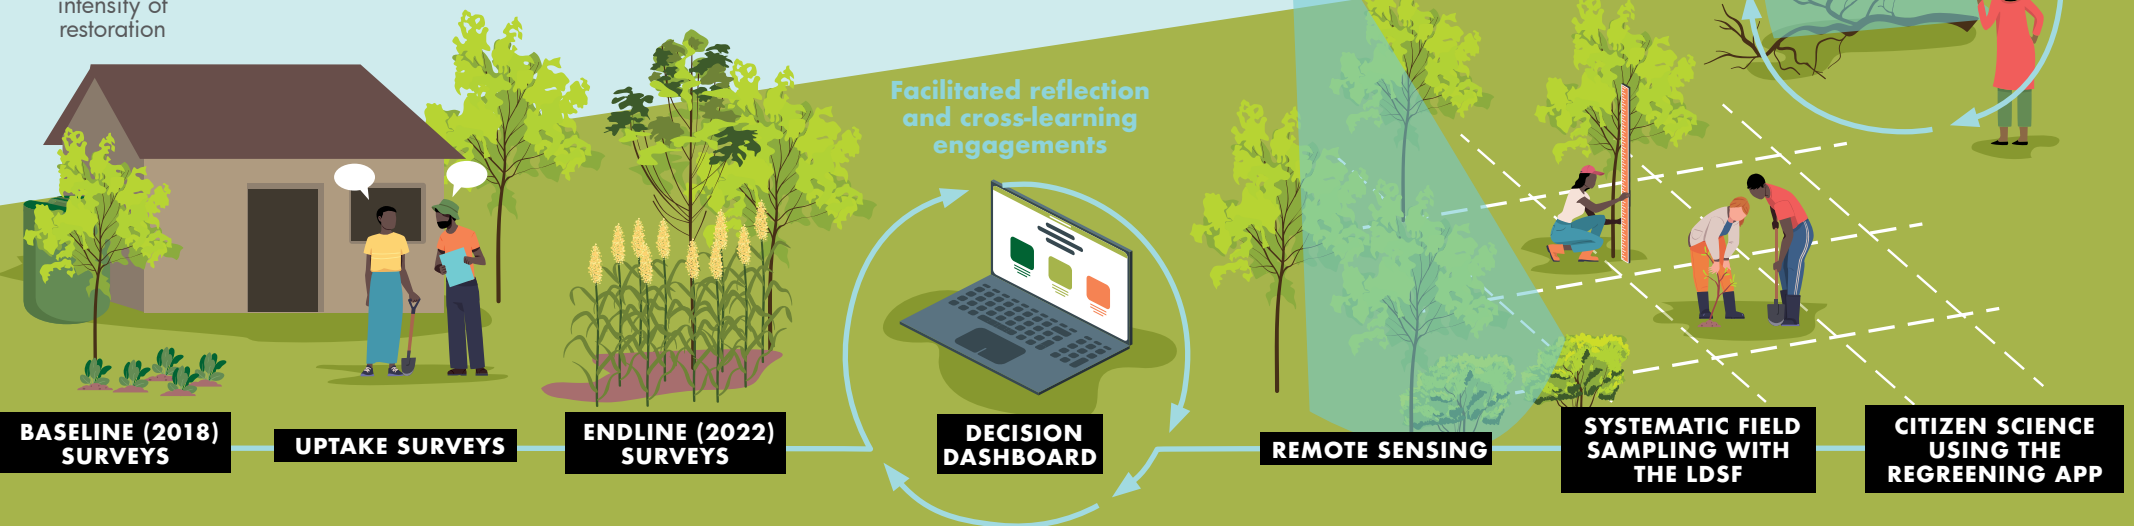 intensity of
restoration
Facilitated reflection
and cross-learning
engagements
BASELINE (2018)
SURVEYS
UPTAKE SURVEYS
ENDLINE (2022)
SURVEYS
DECISION
DASHBOARD
REMOTE SENSING
SYSTEMATIC FIELD
SAMPLING WITH
THE LDSF
CITIZEN SCIENCE
USING THE
REGREENING APP